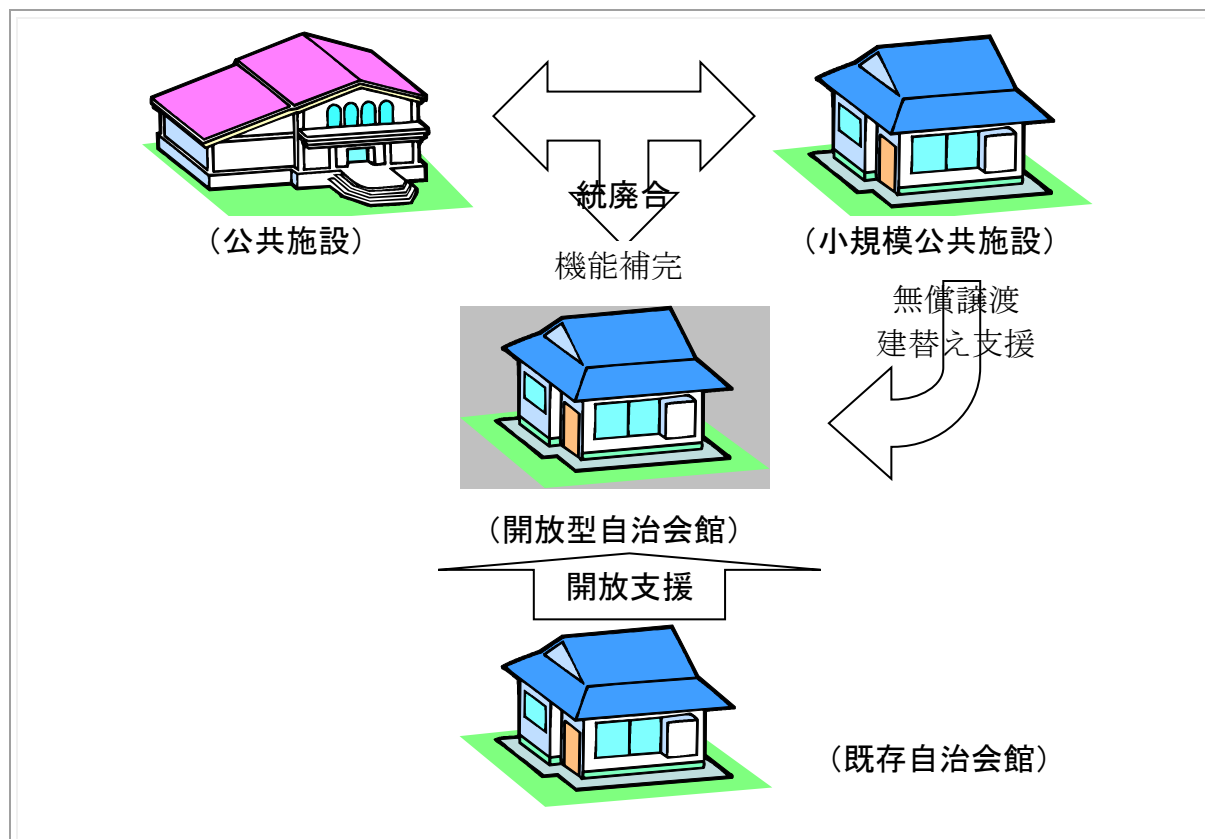 統廃合
（公共施設）
（小規模公共施設）
機能補完
無償譲渡
建替え支援
（開放型自治会館）
開放支援
（既存自治会館）